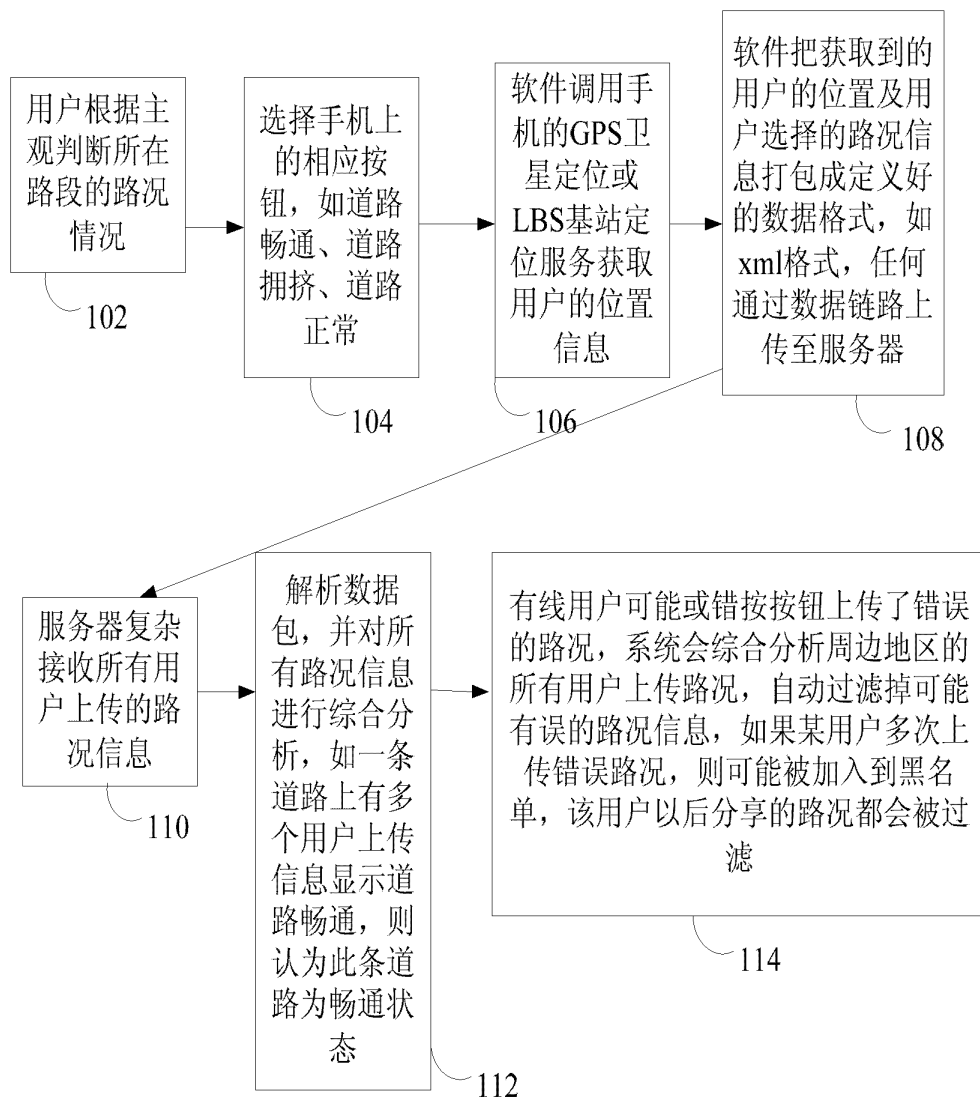 用户根据主
观判断所在
路段的路况
情况
102
选择手机上
的相应按
钮，如道路
畅通、道路
拥挤、道路
正常
104
软件调用手
机的GPS卫
星定位或
LBS基站定
位服务获取
用户的位置
信息
106
软件把获取到的
用户的位置及用
户选择的路况信
息打包成定义好
的数据格式，如
xml格式，任何
通过数据链路上
传至服务器
108
服务器复杂
接收所有用
户上传的路
况信息
110
解析数据
包，并对所
有路况信息
进行综合分
析，如一条
道路上有多
个用户上传
信息显示道
路畅通，则
认为此条道
路为畅通状
态
112
有线用户可能或错按按钮上传了错误
的路况，系统会综合分析周边地区的
所有用户上传路况，自动过滤掉可能
有误的路况信息，如果某用户多次上
传错误路况，则可能被加入到黑名
单，该用户以后分享的路况都会被过
滤
114